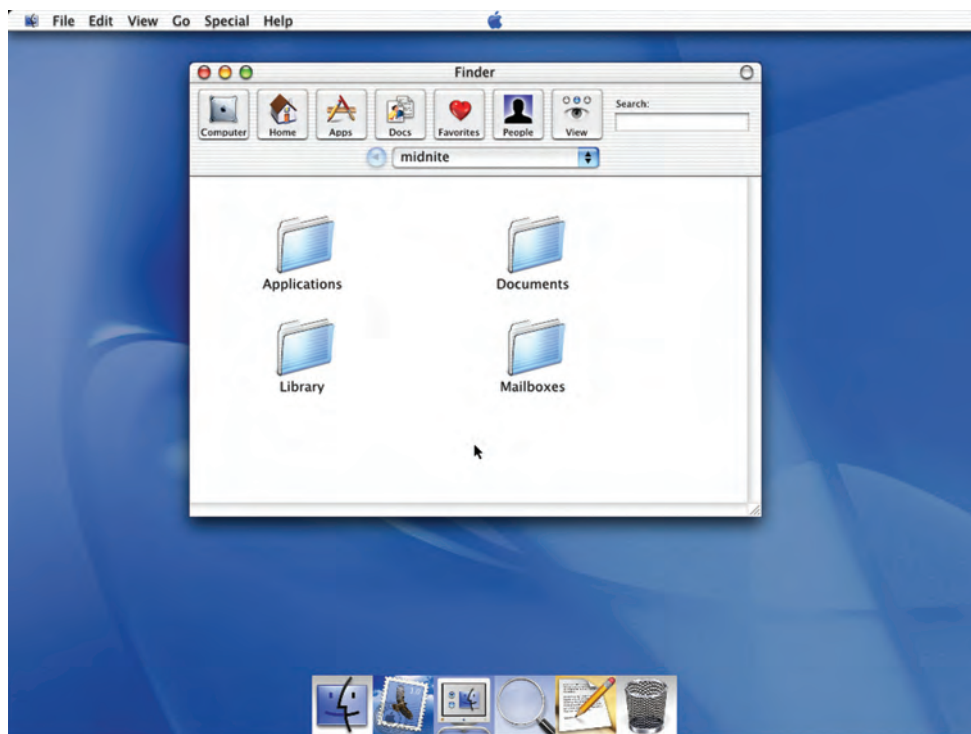 File Edit View Go Special Help
Finder
Computer Home Apps Docs Favorites People View
Search:
midnite
Applications Documents
Library Mailboxes